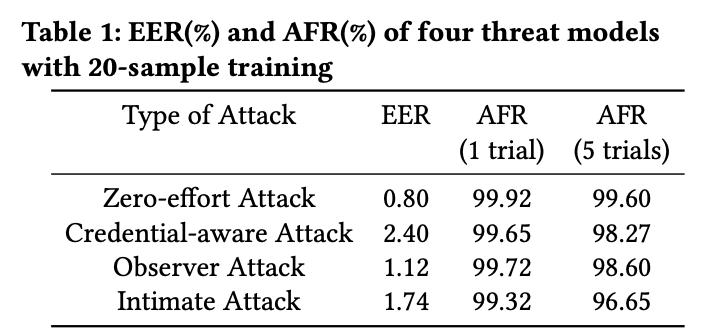 Table 1: EER(%) and AFR(%) of four threat models
with 20-sample training
Type of Attack EER AFR AFR
(1 trial) (5 trials)
Zero-effort Attack 0.80 99.92 99.60
Credential-aware Attack 2.40 99.65 98.27
Observer Attack 1.12 99.72 98.60
Intimate Attack 1.74 99.32 96.65